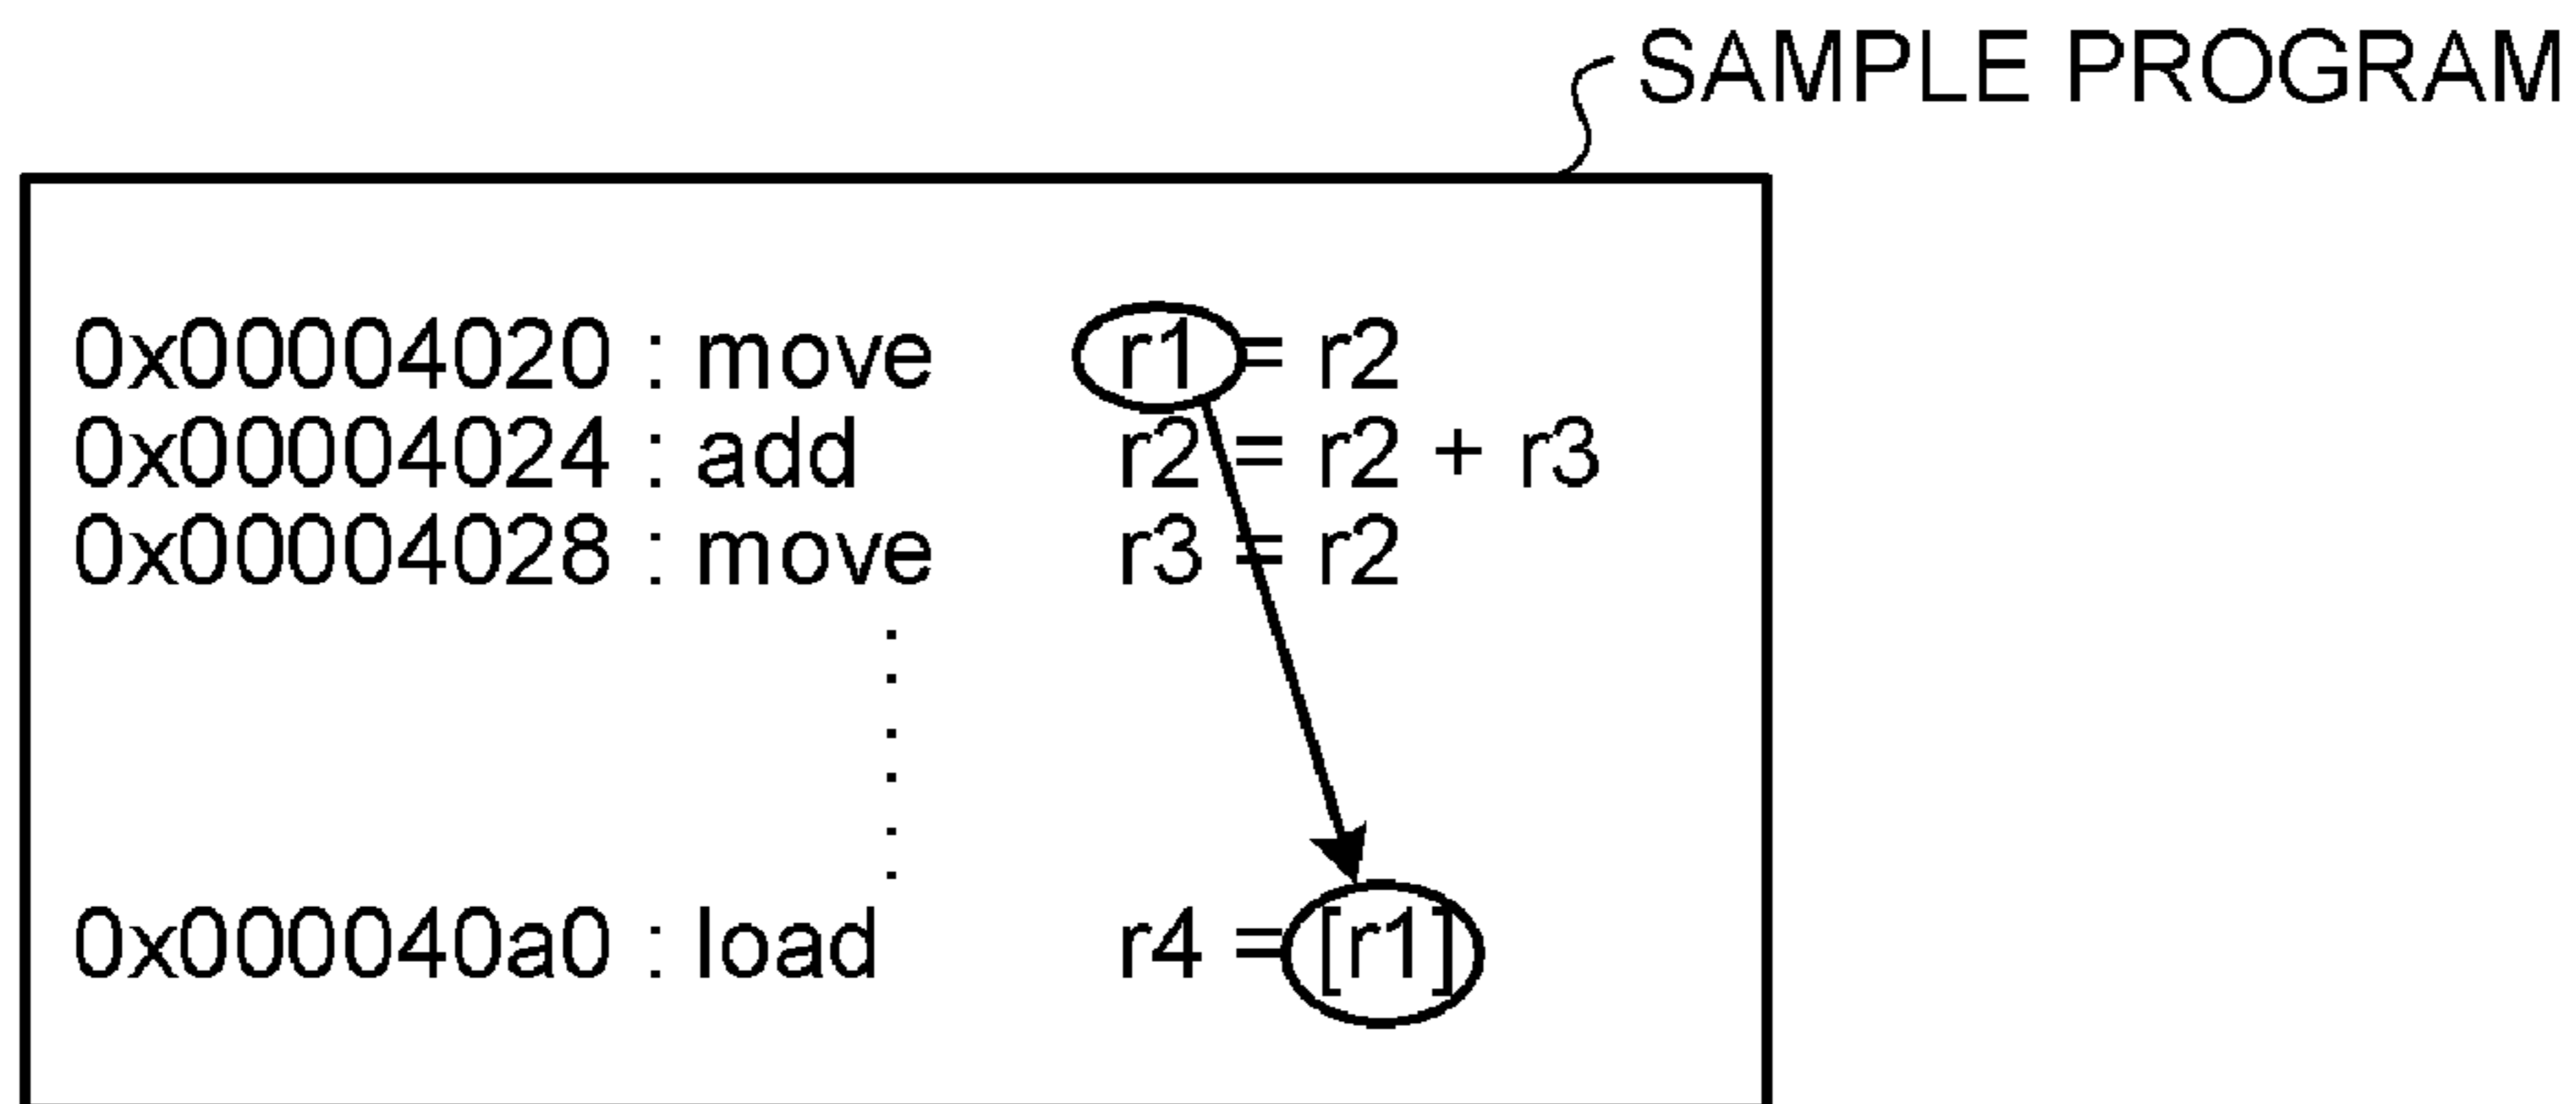 SAMPLE PROGRAM
0x00004020 : move r1 = r2
0x00004024 : add r2 = r2 + r3
0x00004028 : move r3 = r2
0x000040a0 : load r4 = [r1]